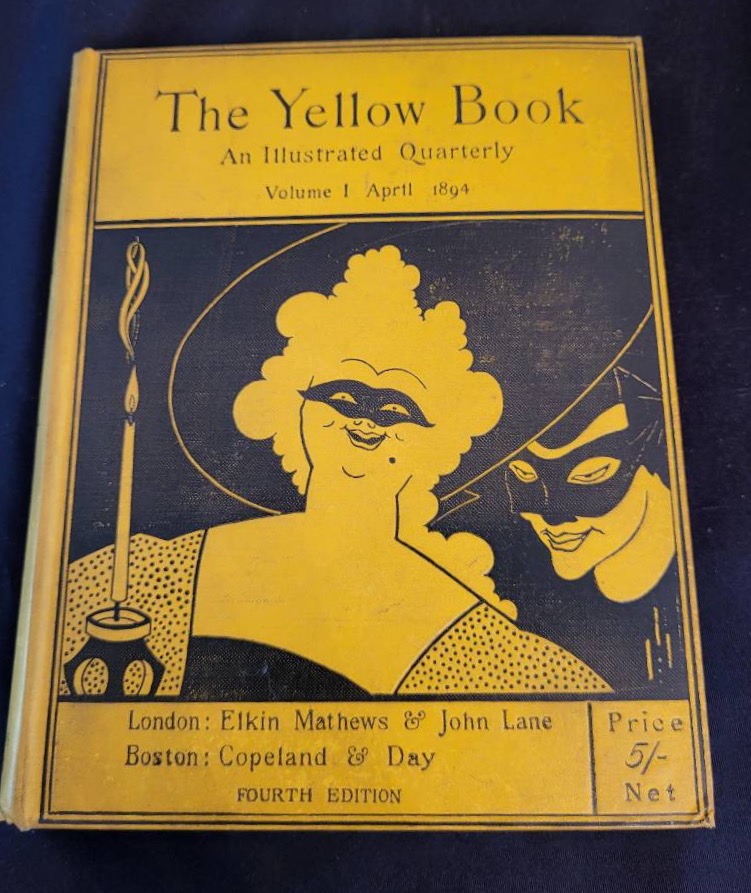 The Yellow Book
An Illustrated Quarterly
Volume I April 1894
London: Elkin Mathews & John Lane
Boston: Copeland & Day
FOURTH EDITION
Price
5/-
Net